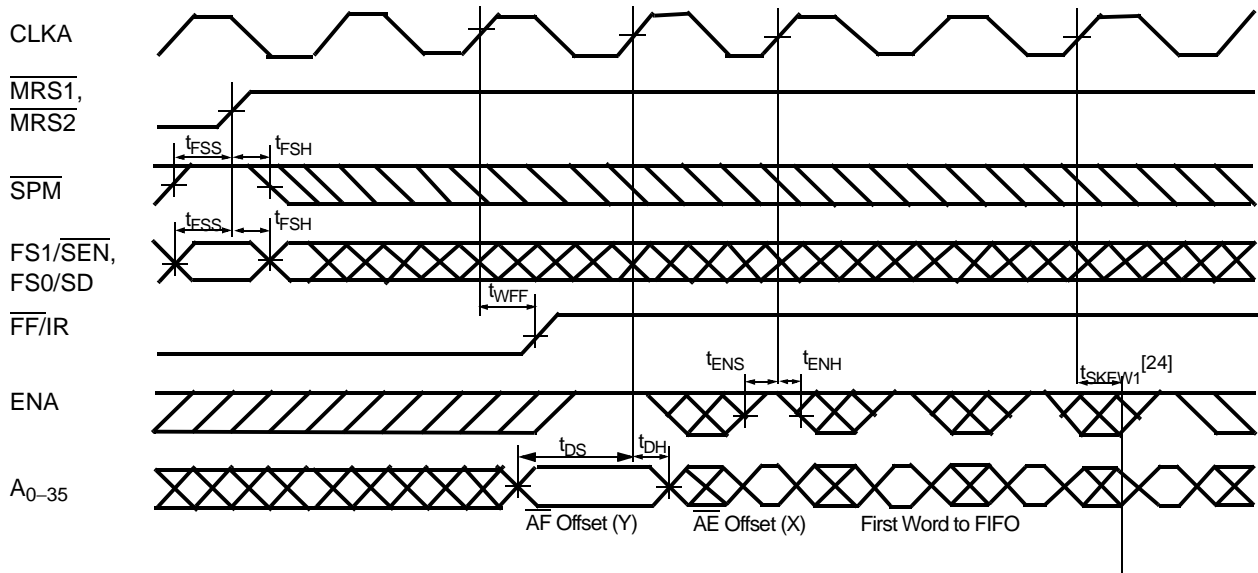 CLKA
MRS1,
MRS2
tFSS tFSH
SPM
tFSS tFSH
FS1/SEN,
FS0/SD
tWFF
FF/IR
tENS tENH tSKEW1[24]
ENA
tDS tDH
A0–35
AF Offset (Y) AE Offset (X) First Word to FIFO